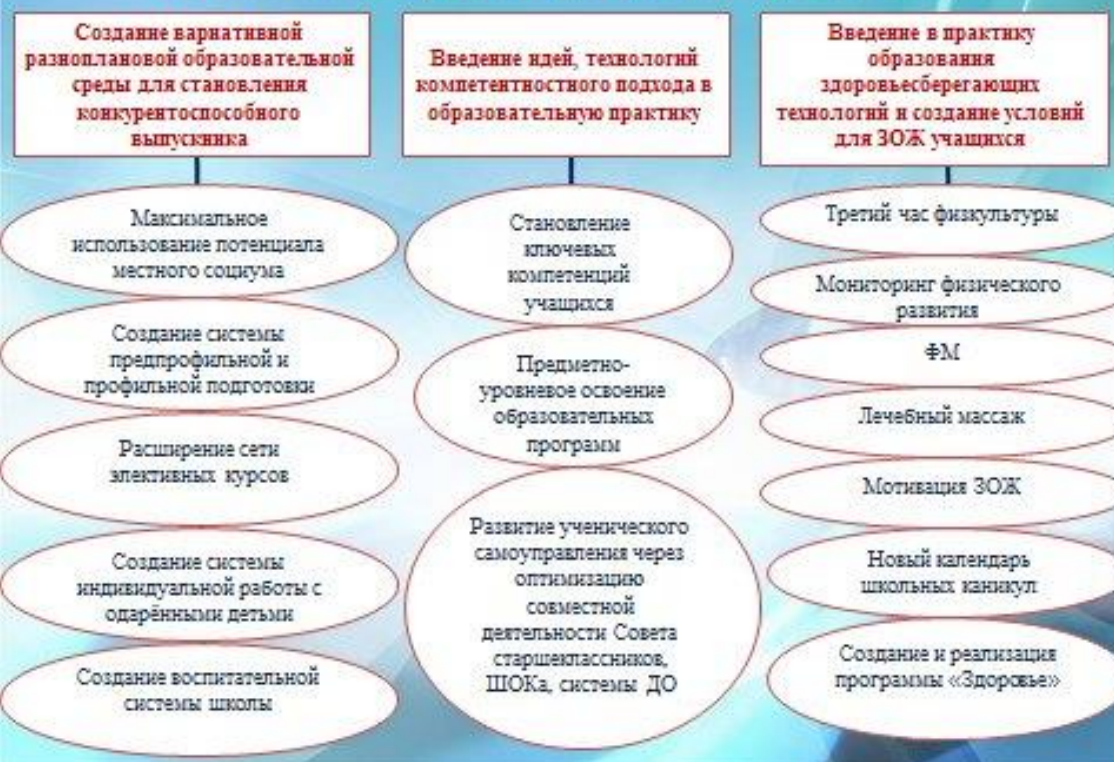 Создание вариативной
разноплановой образовательной
среды для становления
конкурентоспособного
выпускника
Максимальное
использование потенциала
местного социума
Создание системы
предпрофильной и
профильной подготовки
Расширение сети
элективных курсов
Создание системы
индивидуальной работы с
одарёнными детьми
Создание воспитательной
системы школы
Введение идей, технологий
компетентностного подхода в
образовательную практику
Становление
ключевых
компетенций
учащихся
Предметно-
уровневое освоение
образовательных
программ
Развитие ученического
самоуправления через
оптимизацию
совместной
деятельности Совета
старшеклассников,
ШОКа, системы ДО
Введение в практику
образования
здоровьесберегающих
технологий и создание условий
для ЗОЖ учащихся
Третий час физкультуры
Мониторинг физического
развития
ФМ
Лечебный массаж
Мотивация ЗОЖ
Новый календарь
школьных каникул
Создание и реализация
программы «Здоровье»